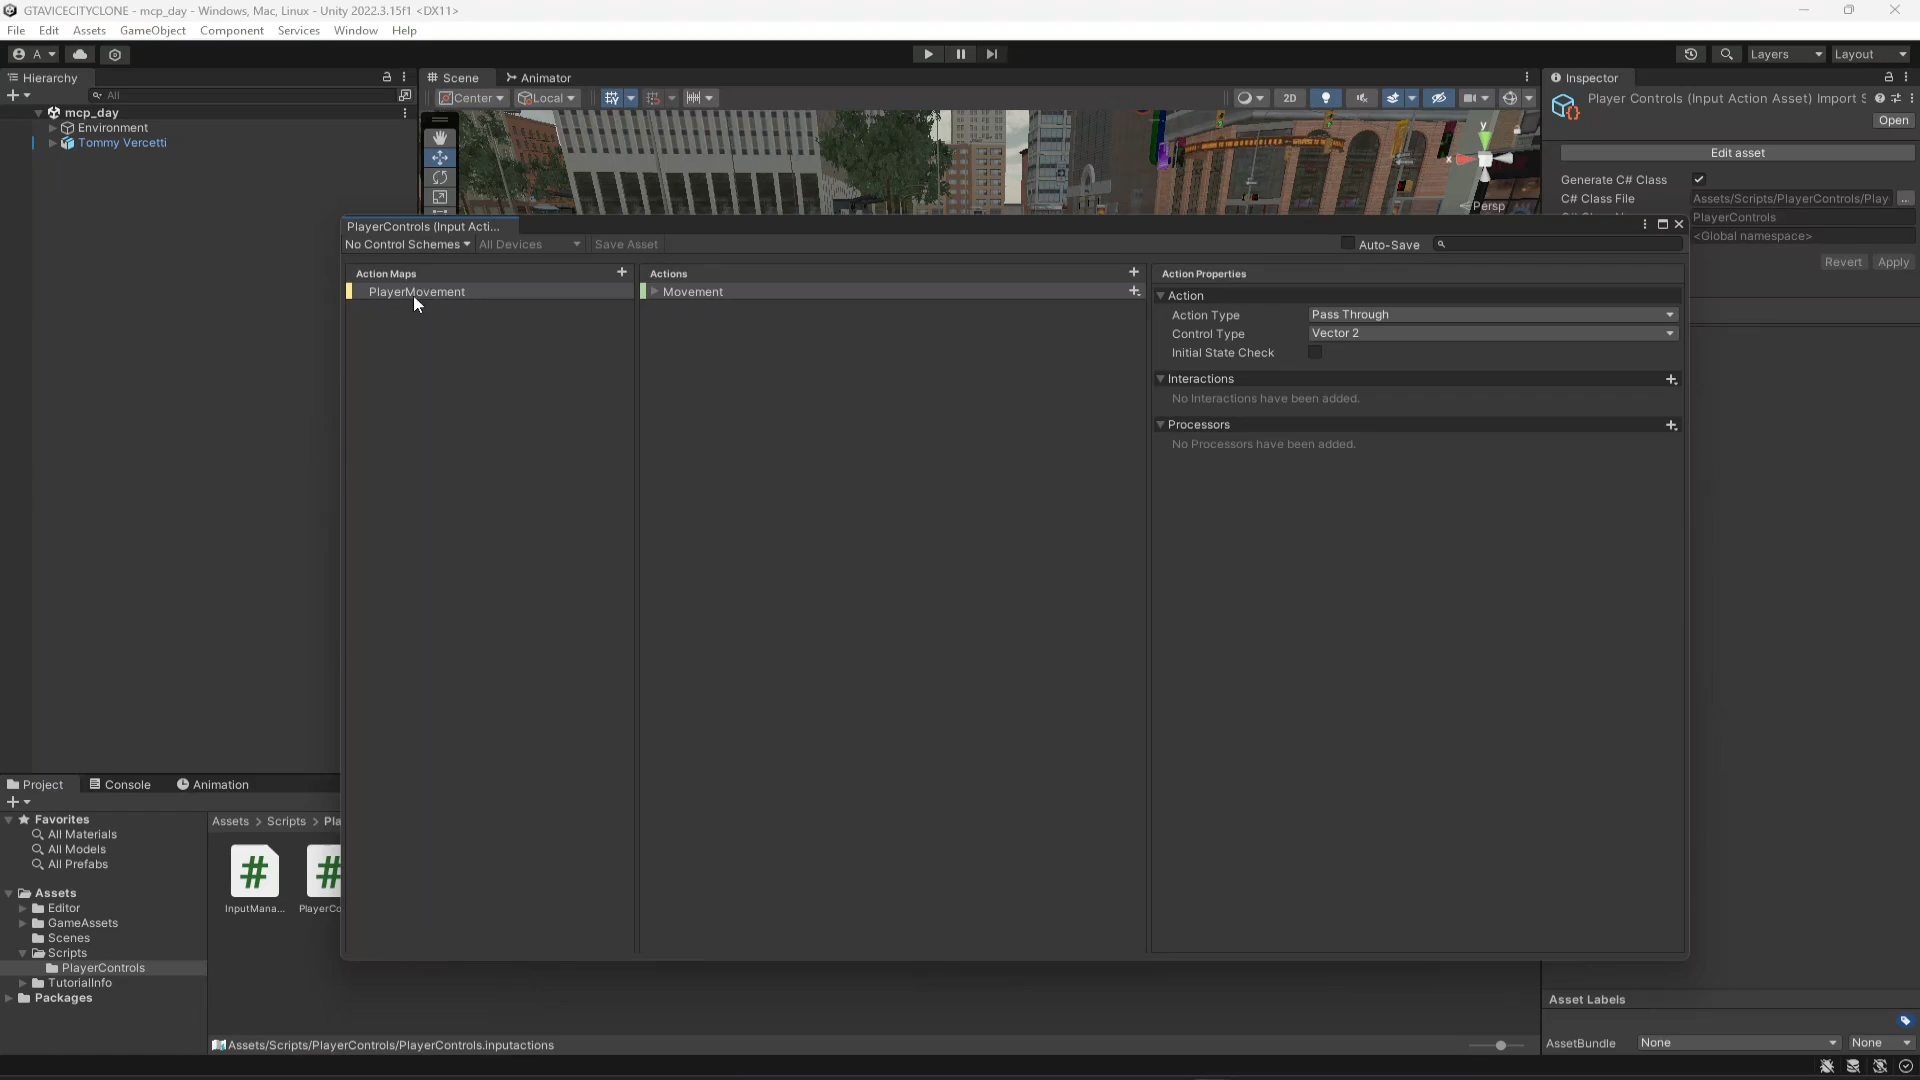 GTAVICECITYCLONE - mcp_day - Windows, Mac, Linux - Unity 2022.3.15f1 <DX11>
File Edit Assets GameObject Component Services Window Help
A Layers Layout
Hierarchy Scene Animator Inspector
All Center Local 2D
Player Controls (Input Action Asset) Import S
Open
mcp_day
Environment
Tommy Vercetti
y
x
Persp
Edit asset
Generate C# Class
C# Class File Assets/Scripts/PlayerControls/Play ...
PlayerControls
<Global namespace>
Revert Apply
PlayerControls (Input Acti...
No Control Schemes All Devices Save Asset Auto-Save
Action Maps Actions Action Properties
PlayerMovement Movement
Action
Action Type Pass Through
Control Type Vector 2
Initial State Check
Interactions
No Interactions have been added.
Processors
No Processors have been added.
Project Console Animation
Favorites
All Materials
All Models
All Prefabs
Assets
Editor
GameAssets
Scenes
Scripts
PlayerControls
TutorialInfo
Packages
Assets > Scripts > Pla
# #
InputMana... PlayerCo
Assets/Scripts/PlayerControls/PlayerControls.inputactions
Asset Labels
AssetBundle None None